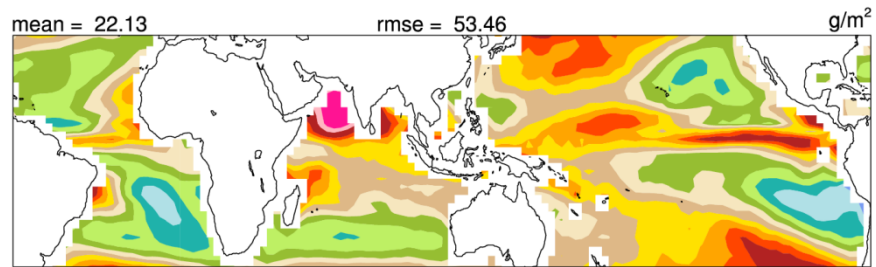 mean = 22.13 rmse = 53.46 g/m²